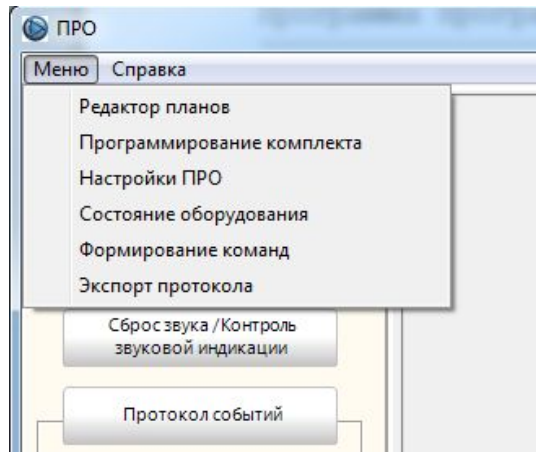 ПРО
Меню Справка
Редактор планов
Программирование комплекта
Настройки ПРО
Состояние оборудования
Формирование команд
Экспорт протокола
Сброс звука / Контроль
звуковой индикации
Протокол событий